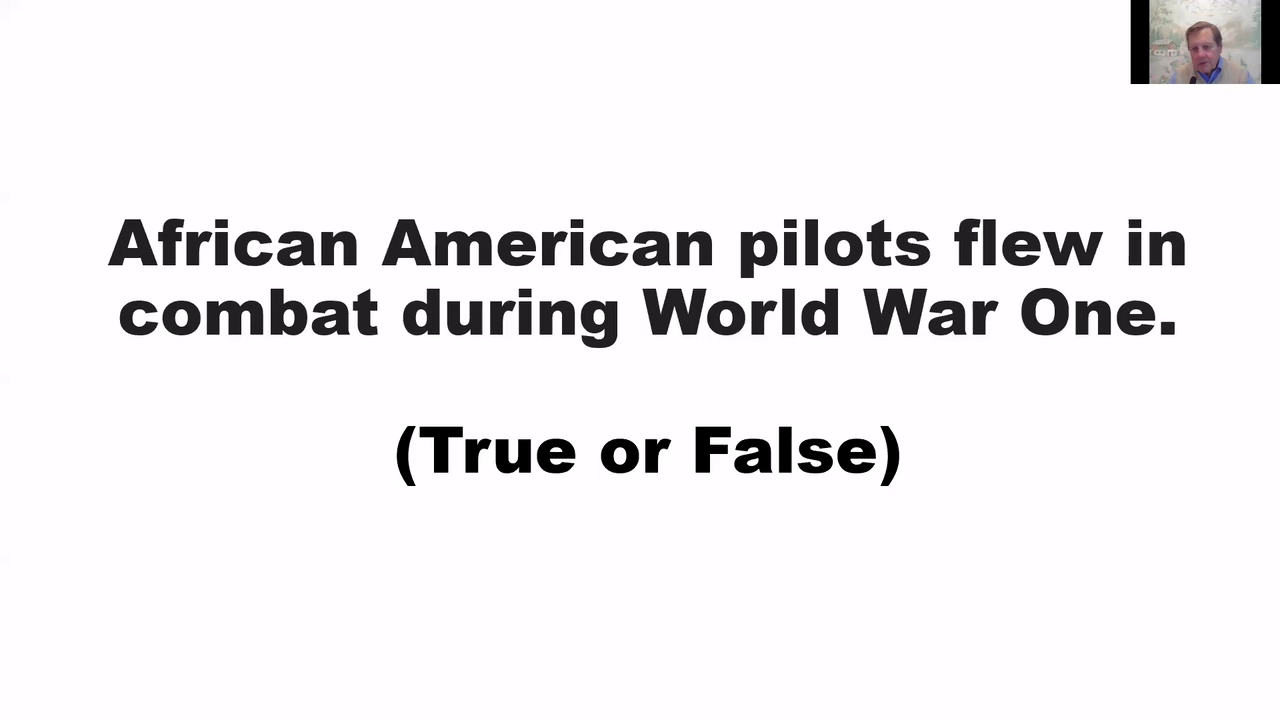 African American pilots flew in
combat during World War One.
(True or False)